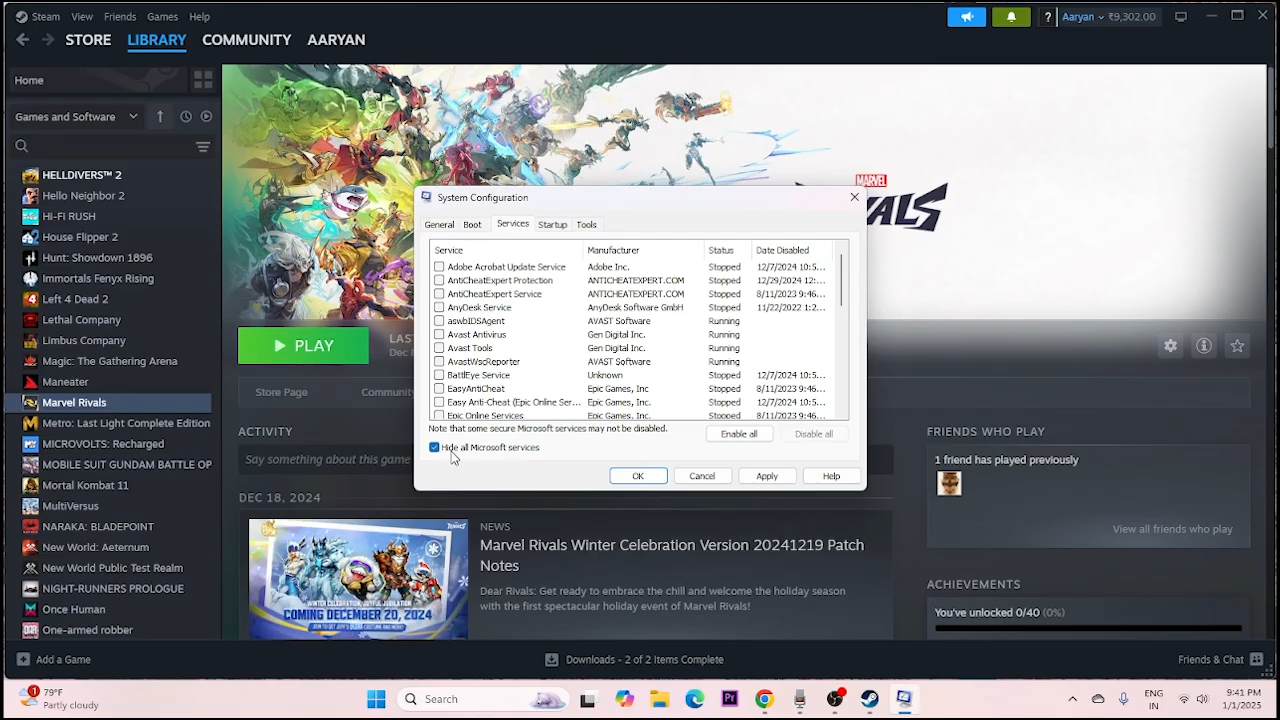 Steam View Friends Games Help
Aaryan ₹9,302.00
STORE LIBRARY COMMUNITY AARYAN
Home
Games and Software
HELLDIVERS™ 2
Hello Neighbor 2
Hi-Fi RUSH
House Flipper 2
Hunt: Showdown 1896
Immortals Fenyx Rising
Left 4 Dead 2
Lethal Company
Limbus Company
Magic: The Gathering Arena
Maneater
Marvel Rivals
Metro: Last Light Complete Edition
MICROVOLTS: Recharged
MOBILE SUIT GUNDAM BATTLE OP
Mortal Kombat 11
MultiVersus
NARAKA: BLADEPOINT
New World: Aeternum
New World Public Test Realm
NIGHT-RUNNERS PROLOGUE
Once Human
One-armed robber
MARVEL
System Configuration
General Boot Services Startup Tools
Service Manufacturer Status Date Disabled
Adobe Acrobat Update Service Adobe Inc. Stopped 12/7/2024 10:5...
AntiCheatExpert Protection ANTICHEATEXPERT.COM Stopped 12/29/2024 12:...
AntiCheatExpert Service ANTICHEATEXPERT.COM Stopped 8/11/2023 9:46...
AnyDesk Service AnyDesk Software GmbH Stopped 11/22/2022 1:2...
aswbIDSAgent AVAST Software Running
Avast Antivirus Gen Digital Inc. Running
Avast Tools Gen Digital Inc. Running
AvastWscReporter AVAST Software Running
BattlEye Service Unknown Stopped 12/7/2024 10:5...
EasyAntiCheat Epic Games, Inc Stopped 8/11/2023 9:46...
Easy Anti-Cheat (Epic Online Ser... Epic Games, Inc Stopped 12/7/2024 10:5...
Epic Online Services Epic Games, Inc. Stopped 8/11/2023 9:46...
Note that some secure Microsoft services may not be disabled.
Enable all Disable all
Hide all Microsoft services
OK Cancel Apply Help
PLAY
LAS
Dec
Store Page Community
ACTIVITY
Say something about this game
DEC 18, 2024
NEWS
Marvel Rivals Winter Celebration Version 20241219 Patch
Notes
Dear Rivals: Get ready to embrace the chill and welcome the holiday season
with the first spectacular holiday event of Marvel Rivals!
COMING DECEMBER 20, 2024
FRIENDS WHO PLAY
1 friend has played previously
View all friends who play
ACHIEVEMENTS
You've unlocked 0/40 (0%)
Add a Game
Downloads - 2 of 2 Items Complete
Friends & Chat
1
79°F
Partly cloudy
Search
Pr
ENG
IN
9:41 PM
1/1/2025